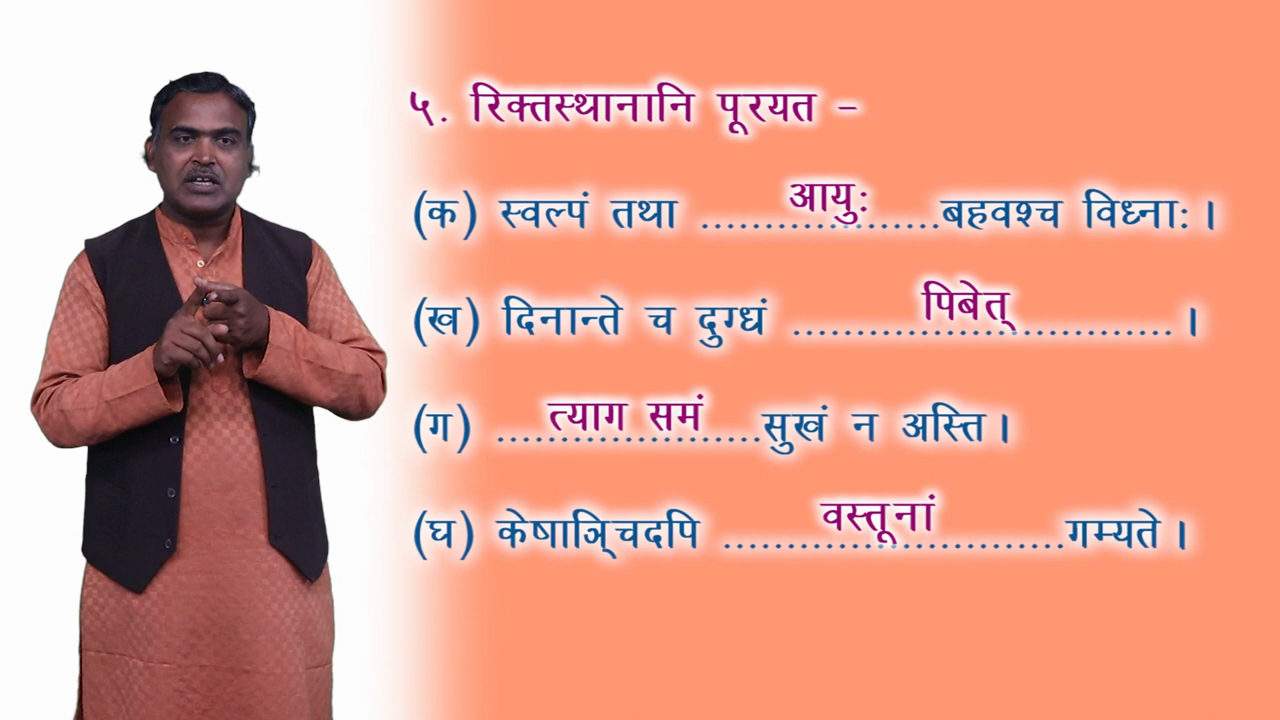 ५. रिक्तस्थानानि पूरयत –
(क) स्वल्पं तथा ......आयुः......बहवश्च विध्नाः।
(ख) दिनान्ते च दुग्धं ......पिबेत्......।
(ग) ......त्याग समं......सुखं न अस्ति।
(घ) केषाञ्चिदपि ......वस्तूनां......गम्यते।